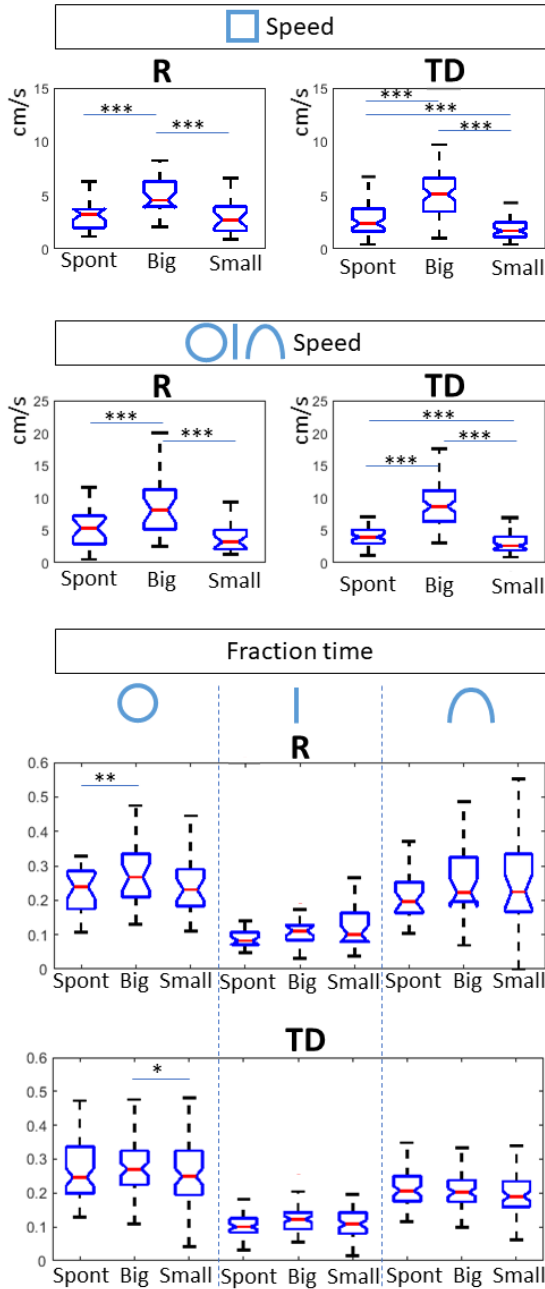 Speed
R TD
cm/s cm/s
*** *** *** *** ***
15 15
10 10
5 5
0 0
Spont Big Small Spont Big Small
Speed
R TD
cm/s cm/s
*** *** *** *** ***
25 25
20 20
15 15
10 10
5 5
0 0
Spont Big Small Spont Big Small
Fraction time
R
**
0.6
0.5
0.4
0.3
0.2
0.1
0
Spont Big Small Spont Big Small Spont Big Small
TD
*
0.6
0.5
0.4
0.3
0.2
0.1
0
Spont Big Small Spont Big Small Spont Big Small